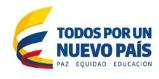 TODOS POR UN
NUEVO PAÍS
PAZ EQUIDAD EDUCACIÓN